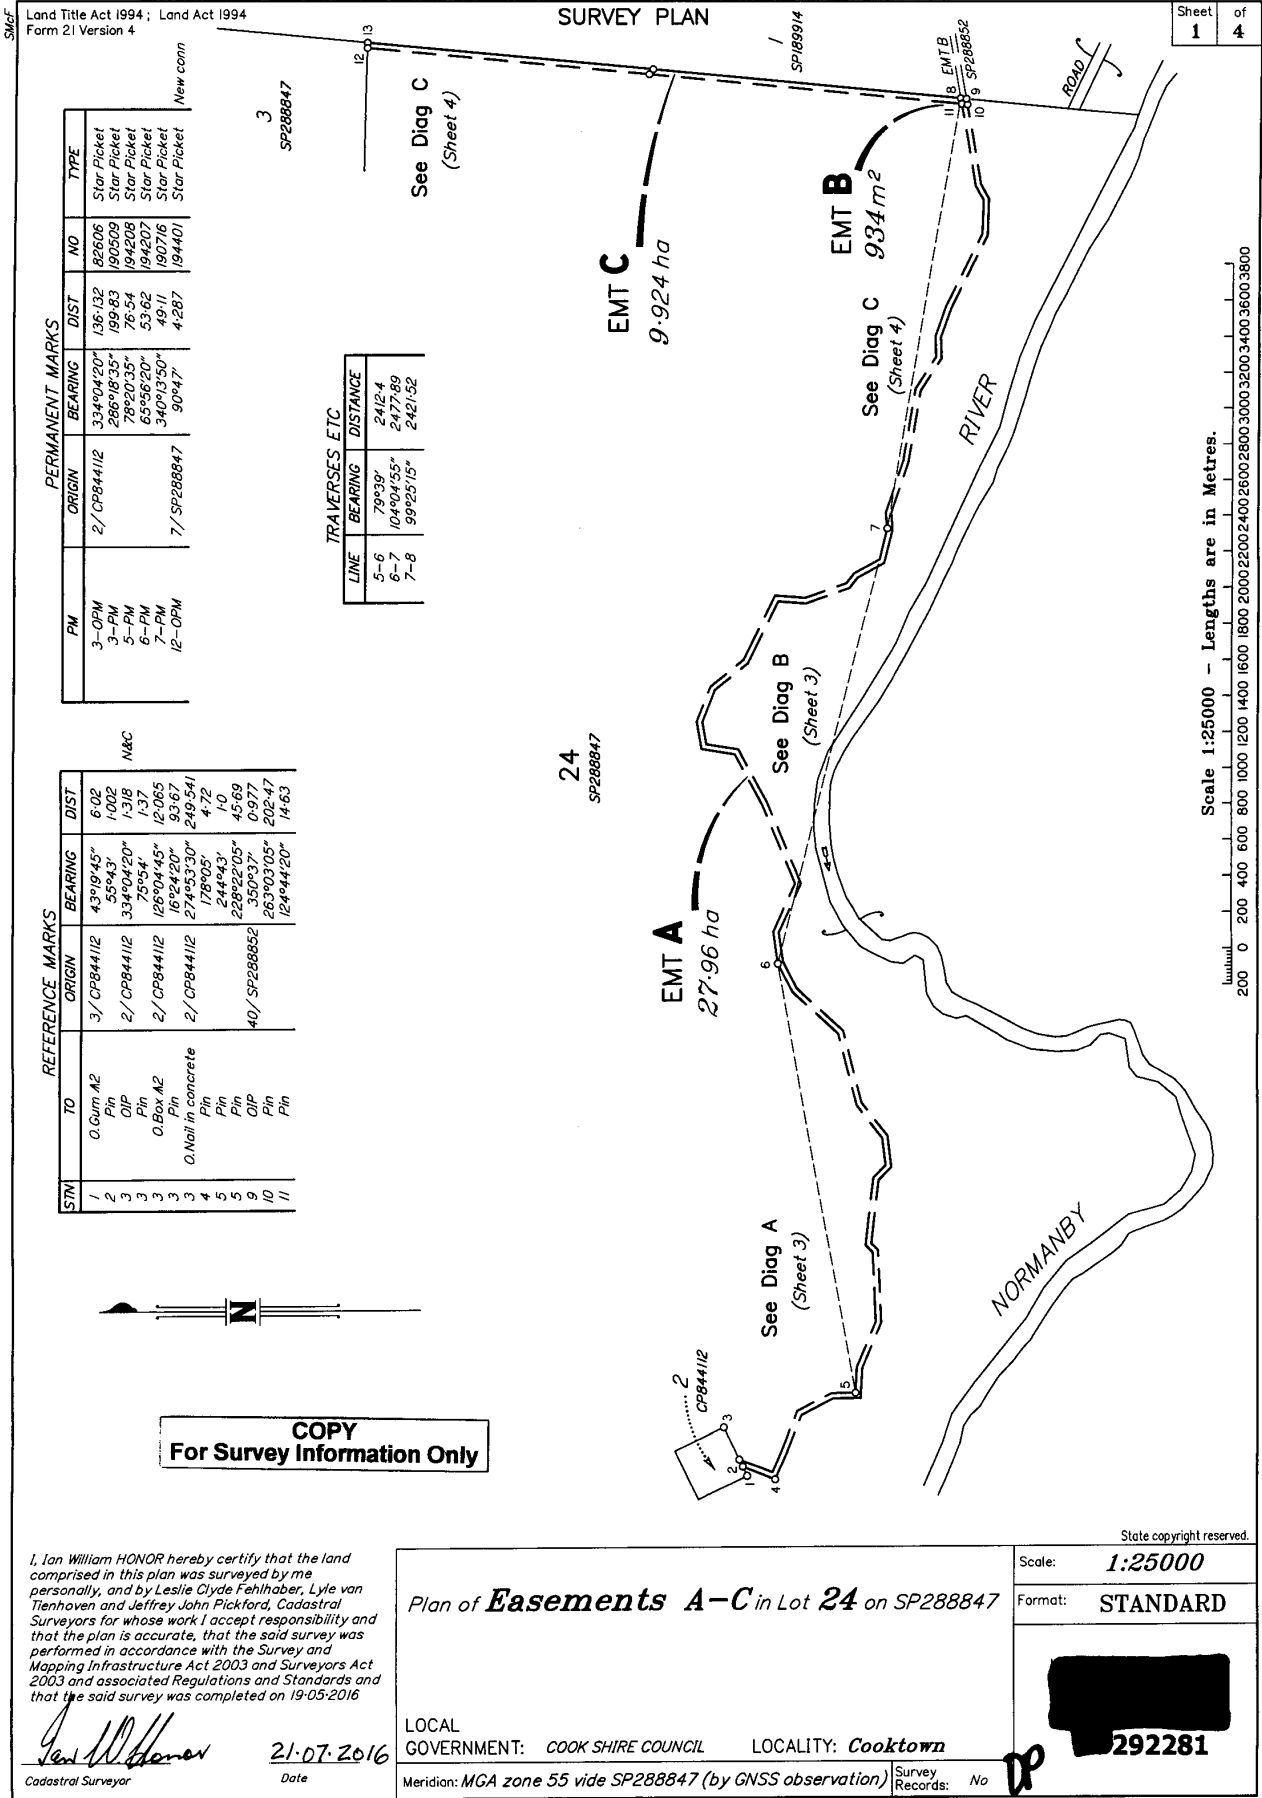 SMcF
Land Title Act 1994 ; Land Act 1994
Form 21 Version 4
SURVEY PLAN
Sheet of
1 4
PERMANENT MARKS
PM ORIGIN BEARING DIST NO TYPE
3-OPM 2/CP844112 334°04'20" 136·132 82606 Star Picket
3-PM 286°18'35" 199·83 190509 Star Picket
5-PM 78°20'35" 76·54 194208 Star Picket
6-PM 65°56'20" 53·62 194207 Star Picket
7-PM 340°13'50" 49·11 190716 Star Picket
12-OPM 7/SP288847 90°47' 4·287 194401 Star Picket New conn
REFERENCE MARKS
STN TO ORIGIN BEARING DIST
1 O.Gum A2 3/CP844112 43°19'45" 6·02
2 Pin 55°43' 1·002
3 OIP 2/CP844112 334°04'20" 1·318 N&C
3 Pin 75°54' 1·37
3 O.Box A2 2/CP844112 126°04'45" 12·065
3 Pin 16°24'20" 93·67
3 O.Nail in concrete 2/CP844112 274°53'30" 249·541
4 Pin 178°05' 4·72
5 Pin 244°43' 1·0
5 Pin 228°22'05" 45·69
9 OIP 40/SP288852 350°37' 0·977
10 Pin 263°03'05" 202·47
11 Pin 124°44'20" 14·63
TRAVERSES ETC
LINE BEARING DISTANCE
5-6 79°39' 2412·4
6-7 104°04'55" 2477·89
7-8 99°25'15" 2421·52
3
SP288847
12
13
See Diag C
(Sheet 4)
1
SP189914
EMT C
9·924 ha
EMT B
934 m²
EMT B
SP288852
8
9
10
11
ROAD
See Diag C
(Sheet 4)
RIVER
7
24
SP288847
See Diag B
(Sheet 3)
EMT A
27·96 ha
6
See Diag A
(Sheet 3)
NORMANBY
5
2
CP844112
3
2
1
4
N
Scale 1:25000 - Lengths are in Metres.
200 0 200 400 600 800 1000 1200 1400 1600 1800 2000 2200 2400 2600 2800 3000 3200 3400 3600 3800
COPY
For Survey Information Only
State copyright reserved.
I, Ian William HONOR hereby certify that the land
comprised in this plan was surveyed by me
personally, and by Leslie Clyde Fehlhaber, Lyle van
Tienhoven and Jeffrey John Pickford, Cadastral
Surveyors for whose work I accept responsibility and
that the plan is accurate, that the said survey was
performed in accordance with the Survey and
Mapping Infrastructure Act 2003 and Surveyors Act
2003 and associated Regulations and Standards and
that the said survey was completed on 19·05·2016
Ian W Honor 21·07·2016
Cadastral Surveyor Date
Plan of Easements A-C in Lot 24 on SP288847
LOCAL
GOVERNMENT: COOK SHIRE COUNCIL LOCALITY: Cooktown
Meridian: MGA zone 55 vide SP288847 (by GNSS observation)
Survey
Records: No
Scale: 1:25000
Format: STANDARD
DP
292281